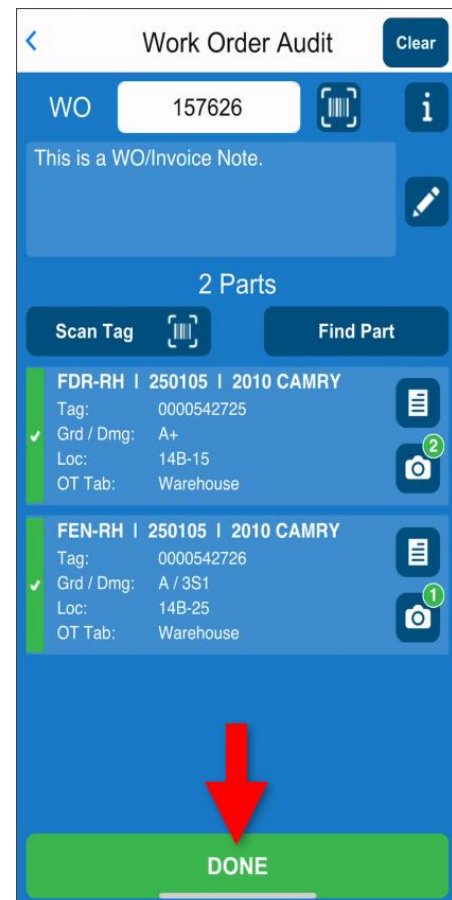 Work Order Audit
Clear
WO
157626
i
This is a WO/Invoice Note.
2 Parts
Scan Tag
Find Part
FDR-RH | 250105 | 2010 CAMRY
Tag: 0000542725
Grd / Dmg: A+
Loc: 14B-15
OT Tab: Warehouse
2
FEN-RH | 250105 | 2010 CAMRY
Tag: 0000542726
Grd / Dmg: A / 3S1
Loc: 14B-25
OT Tab: Warehouse
1
DONE